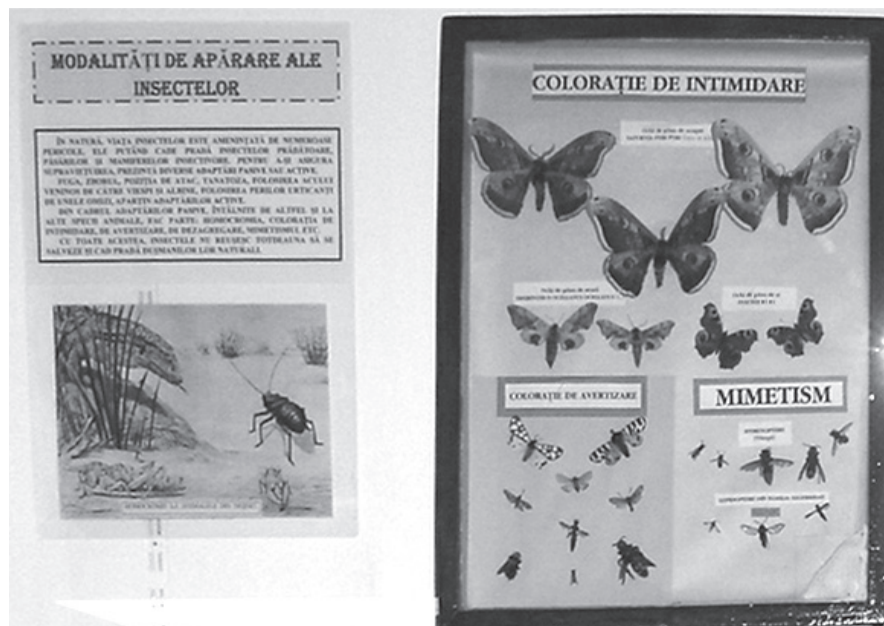 MODALITĂȚI DE APĂRARE ALE
INSECTELOR
ÎN NATURĂ, VIAȚA INSECTELOR ESTE AMENINȚATĂ DE NUMEROASE
PERICOLE, ELE PUTÂND CADE PRADĂ INSECTELOR PRĂDĂTOARE,
PĂSĂRILOR ȘI MAMIFERELOR INSECTIVORE. PENTRU A-ȘI ASIGURA
SUPRAVIEȚUIREA, PREZINTĂ DIVERSE ADAPTĂRI PASIVE SAU ACTIVE.
FUGA, ZBORUL, POZIȚIA DE ATAC, TANATOZA, FOLOSIREA ACULUI
VENINOS DE CĂTRE VIESPI ȘI ALBINE, FOLOSIREA PERILOR URTICANȚI
DE UNELE OMIZI, APARȚIN ADAPTĂRILOR ACTIVE.
DIN CADRUL ADAPTĂRILOR PASIVE, ÎNTÂLNITE DE ALTFEL ȘI LA
ALTE SPECII ANIMALE, FAC PARTE: HOMOCROMIA, COLORAȚIA DE
INTIMIDARE, DE AVERTIZARE, DE DEZAGREGARE, MIMETISMUL ETC.
CU TOATE ACESTEA, INSECTELE NU REUȘESC TOTDEAUNA SĂ SE
SALVEZE ȘI CAD PRADĂ DUȘMANILOR LOR NATURALI.
COLORAȚIE DE INTIMIDARE
COLORAȚIE DE AVERTIZARE
MIMETISM